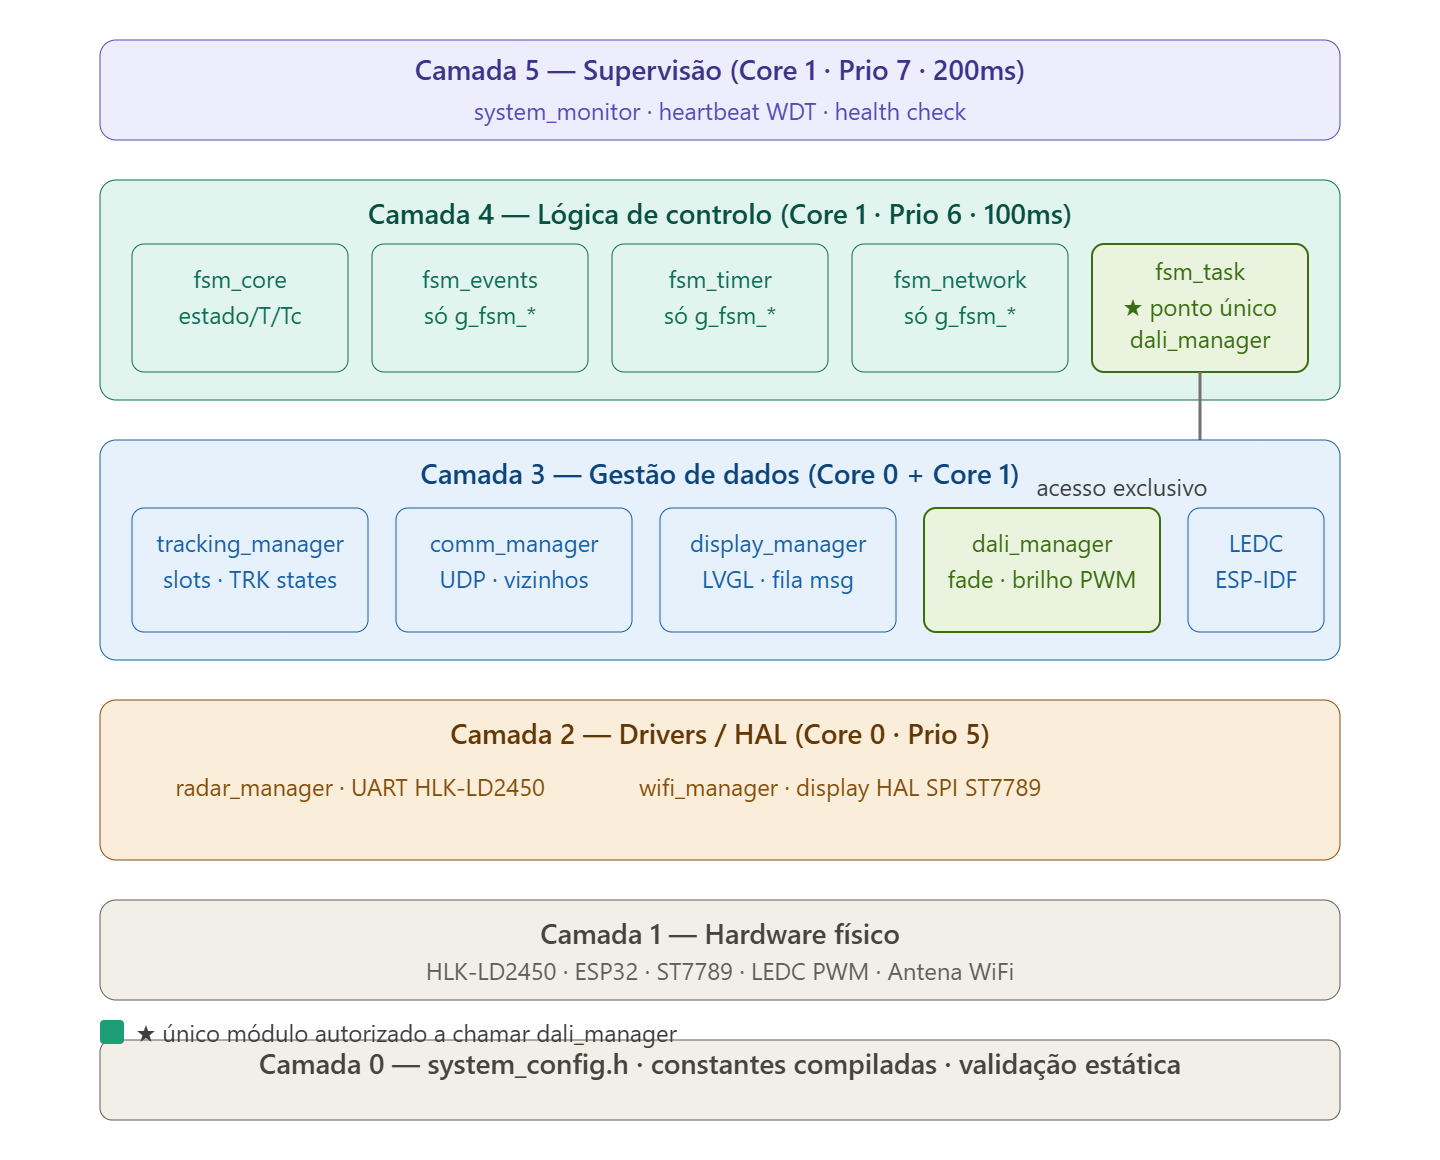 Camada 5 — Supervisão (Core 1 · Prio 7 · 200ms)
system_monitor · heartbeat WDT · health check
Camada 4 — Lógica de controlo (Core 1 · Prio 6 · 100ms)
fsm_core
estado/T/Tc
fsm_events
só g_fsm_*
fsm_timer
só g_fsm_*
fsm_network
só g_fsm_*
fsm_task
★ ponto único
dali_manager
Camada 3 — Gestão de dados (Core 0 + Core 1)
acesso exclusivo
tracking_manager
slots · TRK states
comm_manager
UDP · vizinhos
display_manager
LVGL · fila msg
dali_manager
fade · brilho PWM
LEDC
ESP-IDF
Camada 2 — Drivers / HAL (Core 0 · Prio 5)
radar_manager · UART HLK-LD2450
wifi_manager · display HAL SPI ST7789
Camada 1 — Hardware físico
HLK-LD2450 · ESP32 · ST7789 · LEDC PWM · Antena WiFi
★ único módulo autorizado a chamar dali_manager
Camada 0 — system_config.h · constantes compiladas · validação estática